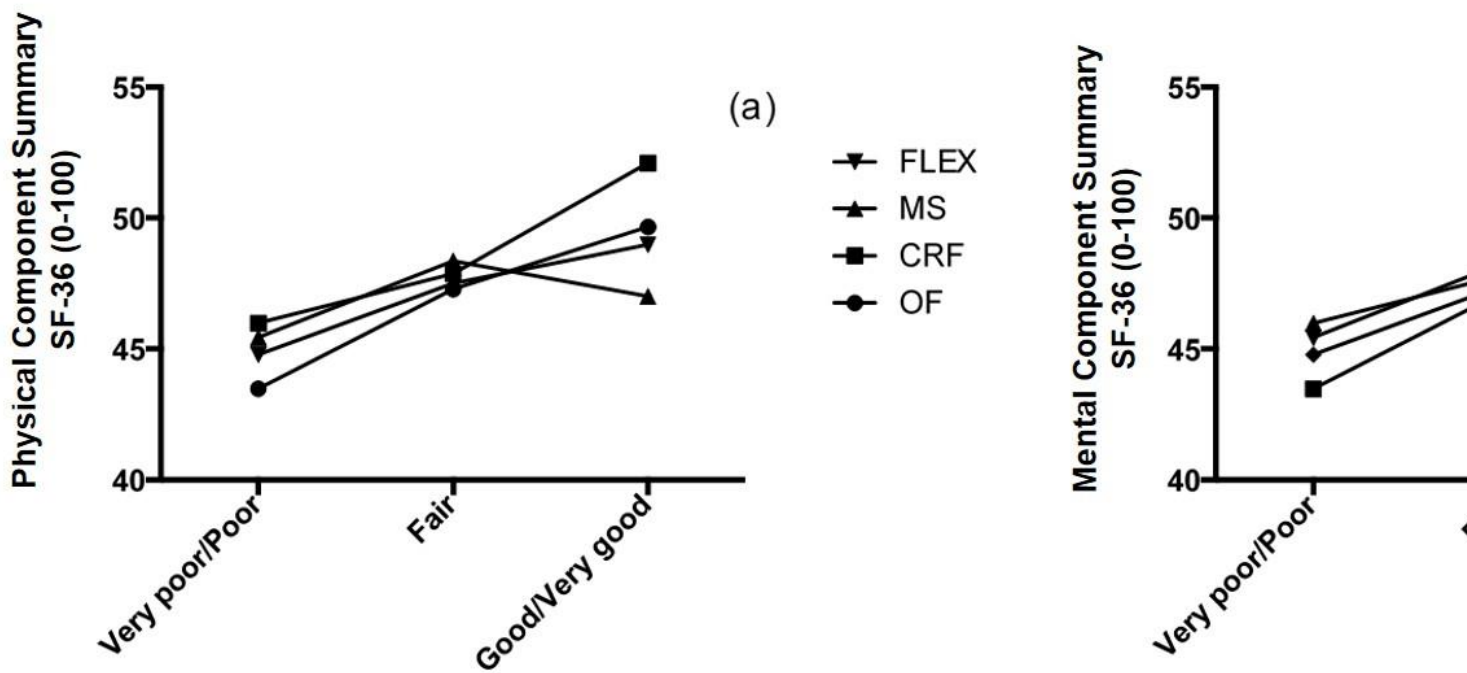 Physical Component Summary
SF-36 (0-100)
55
50
45
40
Very poor/Poor
Fair
Good/Very good
(a)
FLEX
MS
CRF
OF
Mental Component Summary
SF-36 (0-100)
55
50
45
40
Very poor/Poor